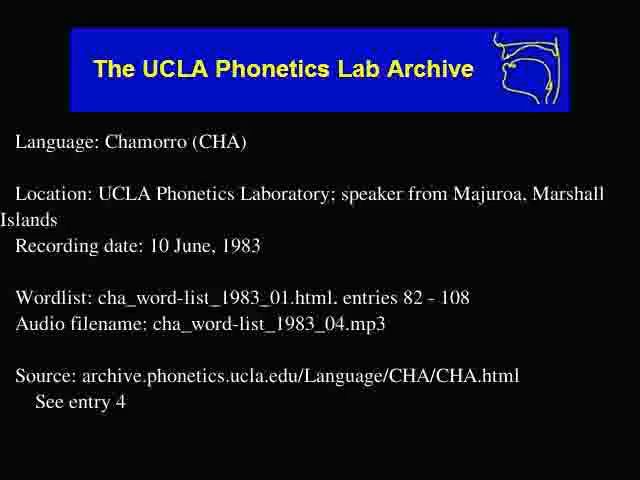 The UCLA Phonetics Lab Archive
Language: Chamorro (CHA)
Location: UCLA Phonetics Laboratory; speaker from Majuroa, Marshall
Islands
Recording date: 10 June, 1983
Wordlist: cha_word-list_1983_01.html. entries 82 - 108
Audio filename: cha_word-list_1983_04.mp3
Source: archive.phonetics.ucla.edu/Language/CHA/CHA.html
See entry 4